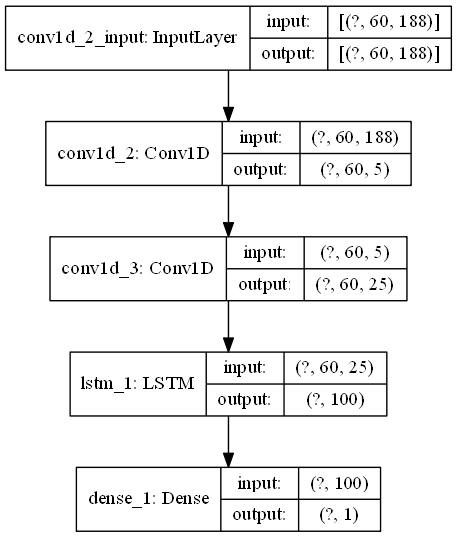 conv1d_2_input: InputLayer
input: [(?, 60, 188)]
output: [(?, 60, 188)]
conv1d_2: Conv1D
input: (?, 60, 188)
output: (?, 60, 5)
conv1d_3: Conv1D
input: (?, 60, 5)
output: (?, 60, 25)
lstm_1: LSTM
input: (?, 60, 25)
output: (?, 100)
dense_1: Dense
input: (?, 100)
output: (?, 1)